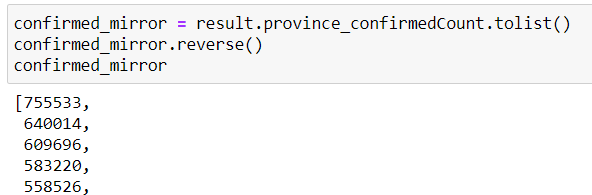 confirmed_mirror = result.province_confirmedCount.tolist()
confirmed_mirror.reverse()
confirmed_mirror
[755533,
640014,
609696,
583220,
558526,